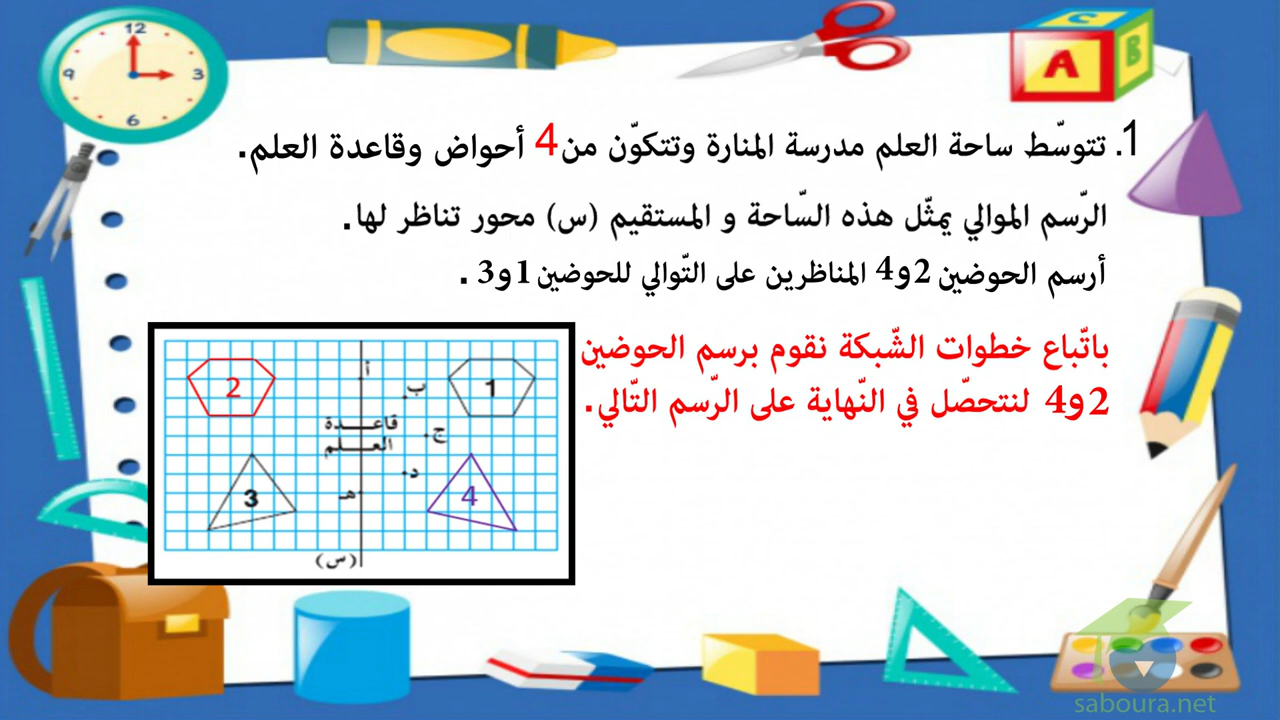 12
9
3
6
C
A
B
1. تتوسّط ساحة العلم مدرسة المنارة وتتكوّن من 4 أحواض وقاعدة العلم.
الرّسم الموالي يمثّل هذه السّاحة و المستقيم (س) محور تناظر لها.
أرسم الحوضين 2و4 المناظرين على التّوالي للحوضين 1و3 .
باتّباع خطوات الشّبكة نقوم برسم الحوضين
2و4 لنتحصّل في النّهاية على الرّسم التّالي.
أ
ب
1
2
قاعدة
العلم
ج
د
هـ
3
4
(س)
saboura.net